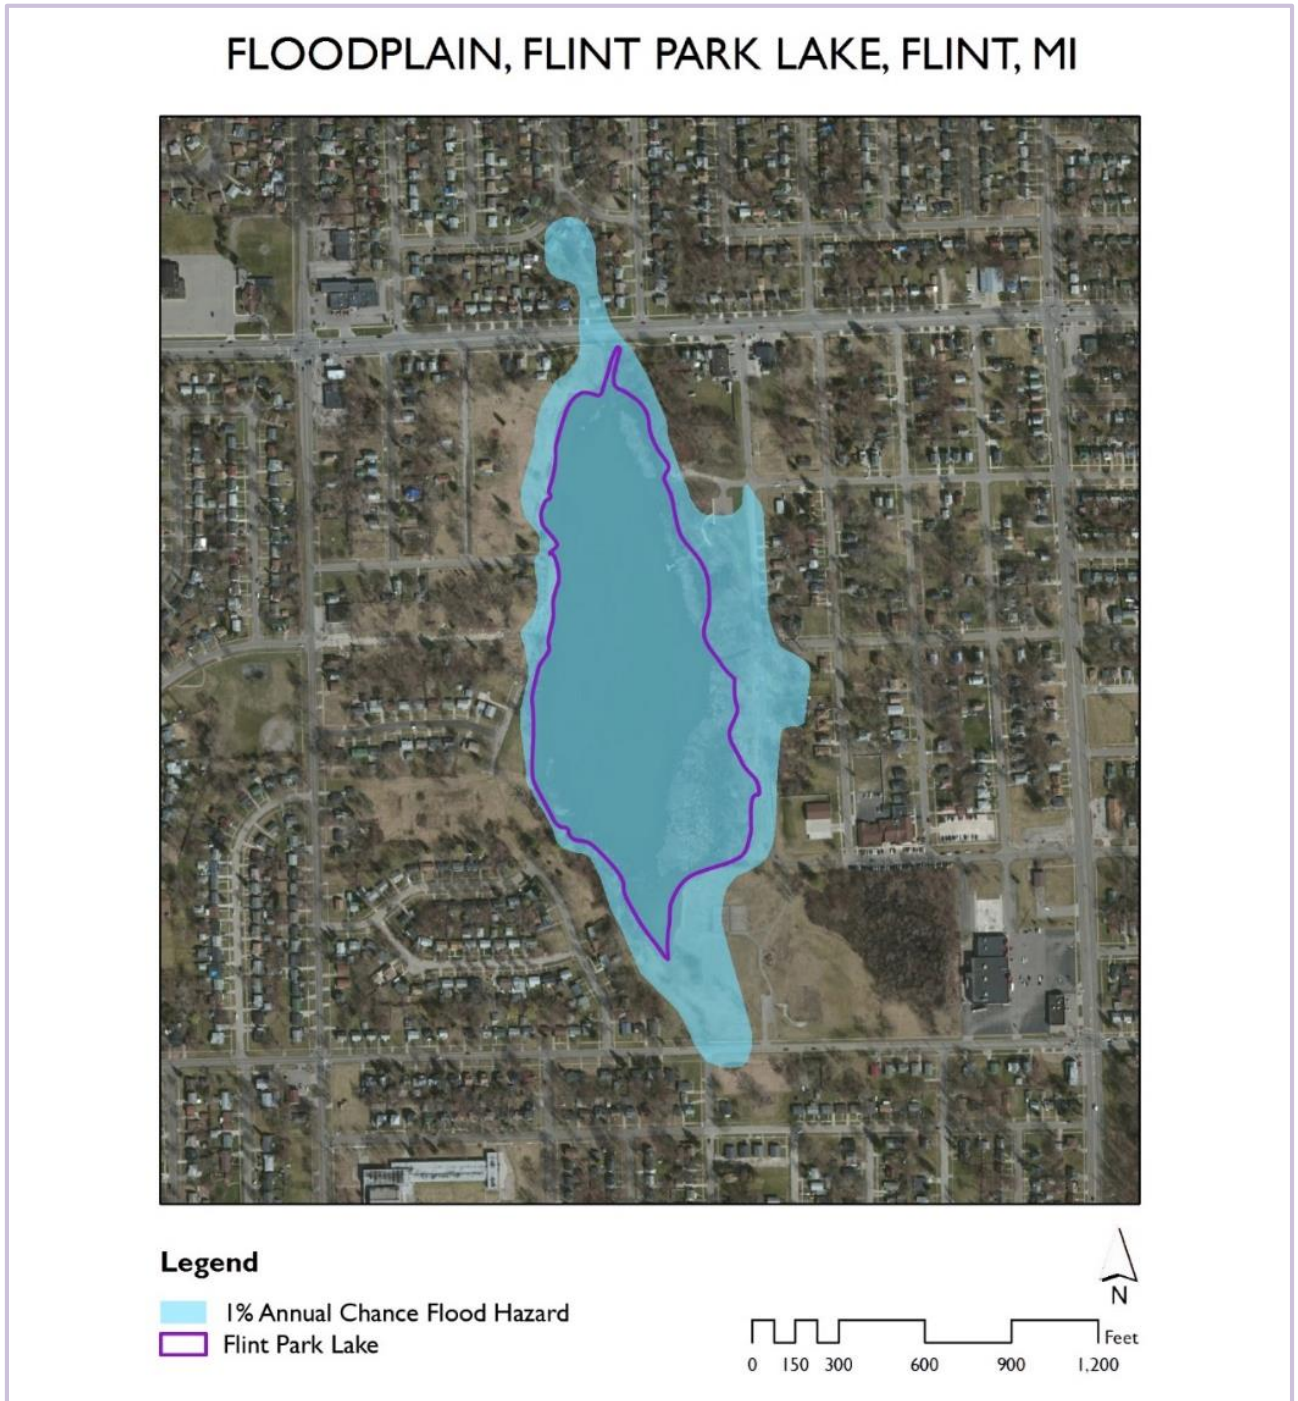 FLOODPLAIN, FLINT PARK LAKE, FLINT, MI
Legend
1% Annual Chance Flood Hazard
Flint Park Lake
N
Feet
0 150 300 600 900 1,200